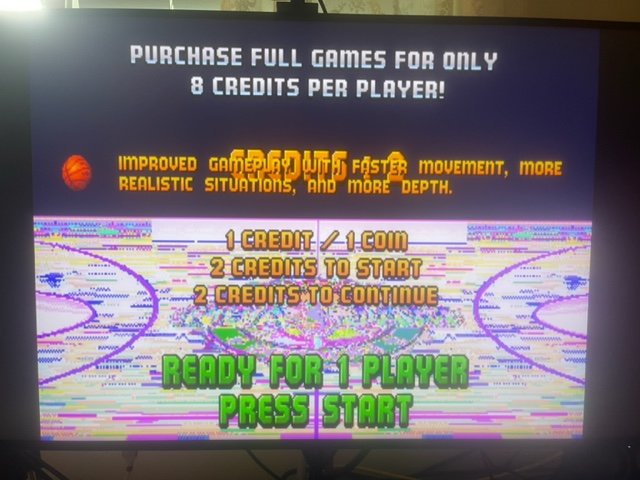 PURCHASE FULL GAMES FOR ONLY
8 CREDITS PER PLAYER!
CREDITS : 2
IMPROVED GAMEPLAY WITH FASTER MOVEMENT, MORE
REALISTIC SITUATIONS, AND MORE DEPTH.
1 CREDIT / 1 COIN
2 CREDITS TO START
2 CREDITS TO CONTINUE
READY FOR 1 PLAYER
PRESS START